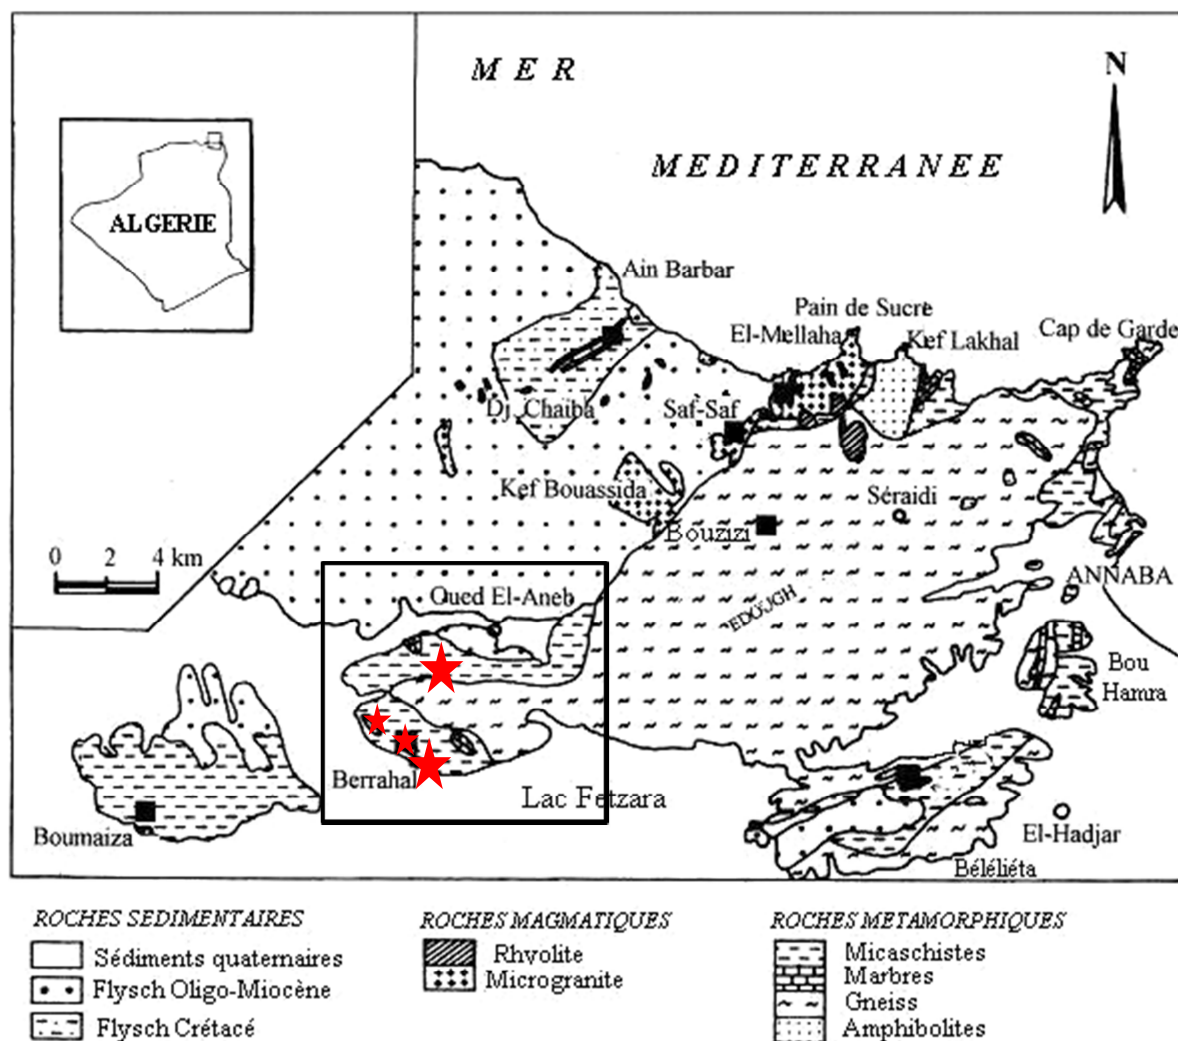 MER
N
MEDITERRANEE
ALGERIE
Ain Barbar
Pain de Sucre
El-Mellaha
Kef Lakhal
Cap de Garde
Dj. Chaiba
Saf-Saf
Kef Bouassida
Séraidi
Bouzizi
0 2 4 km
ANNABA
Oued El-Aneb
EDOUGH
Bou
Hamra
Berrahal
Lac Fetzara
Boumaiza
El-Hadjar
Béléliéta
ROCHES SEDIMENTAIRES
Sédiments quaternaires
Flysch Oligo-Miocène
Flysch Crétacé
ROCHES MAGMATIQUES
Rhyolite
Microgranite
ROCHES METAMORPHIQUES
Micaschistes
Marbres
Gneiss
Amphibolites